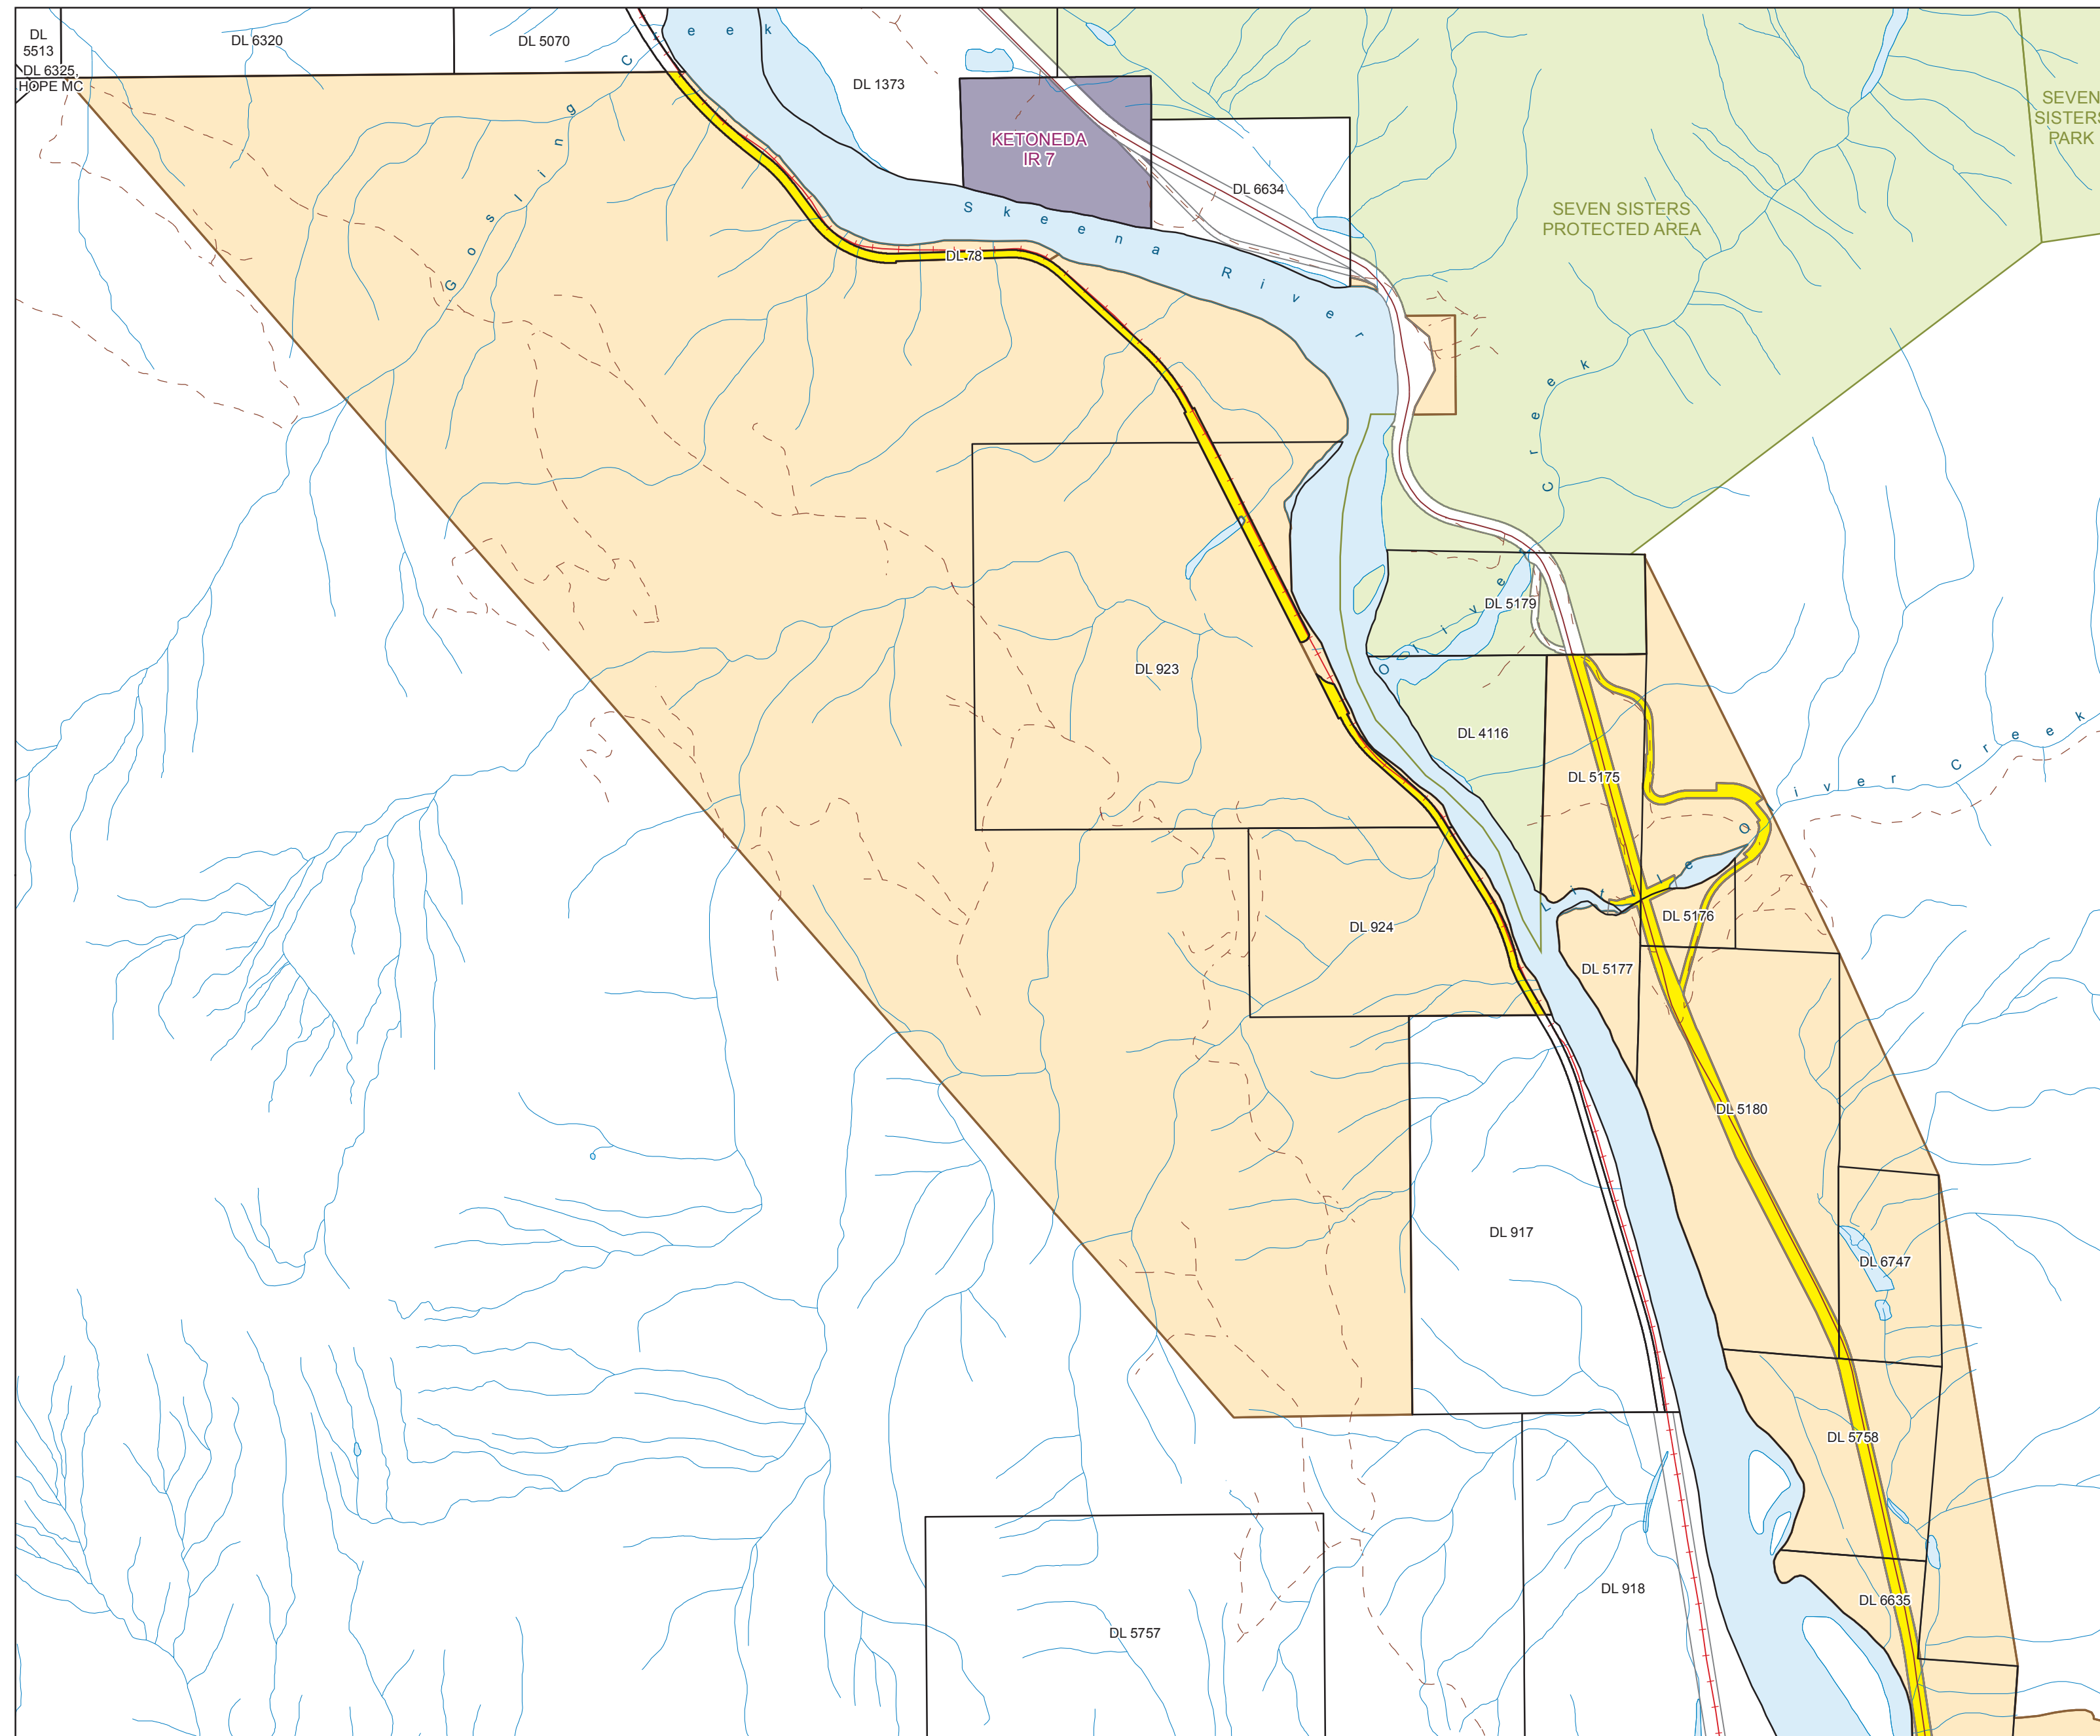 DL
5513
DL 6320
DL 5070
Creek
DL 6325,
HOPE MC
DL 1373
SEVEN
SISTERS
PARK
KETONEDA
IR 7
DL 6634
Gosling
Skeena River
SEVEN SISTERS
PROTECTED AREA
DL 78
Creek
Oliver
DL 5179
DL 923
DL 4116
DL 5175
Little Oliver Creek
DL 5176
DL 924
DL 5177
DL 5180
DL 917
DL 6747
DL 5758
DL 918
DL 6635
DL 5757